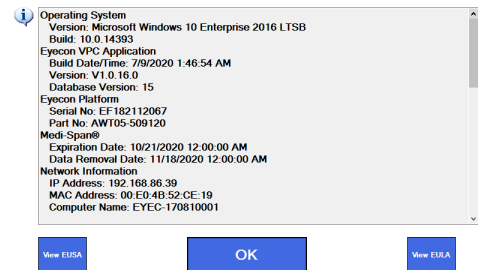 Operating System
Version: Microsoft Windows 10 Enterprise 2016 LTSB
Build: 10.0.14393
Eyecon VPC Application
Build Date/Time: 7/9/2020 1:46:54 AM
Version: V1.0.16.0
Database Version: 15
Eyecon Platform
Serial No: EF182112067
Part No: AWT05-509120
Medi-Span®
Expiration Date: 10/21/2020 12:00:00 AM
Data Removal Date: 11/18/2020 12:00:00 AM
Network Information
IP Address: 192.168.86.39
MAC Address: 00:E0:4B:52:CE:19
Computer Name: EYEC-170810001
View EUSA
OK
View EULA